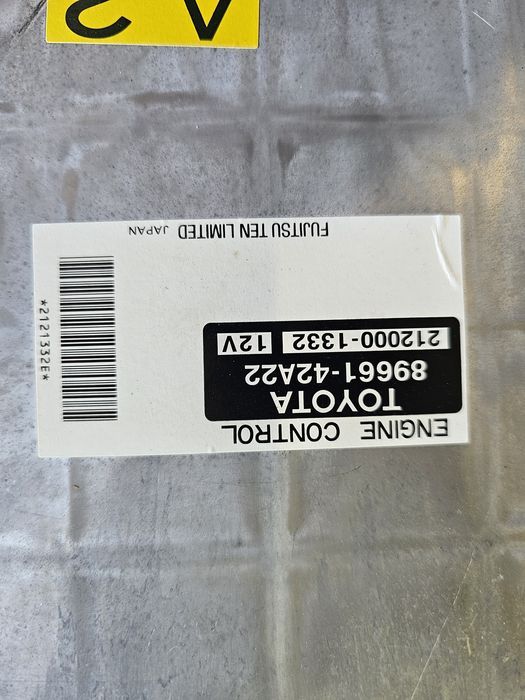 ENGINE CONTROL
TOYOTA
89661-42A22
212000-1332 12V
FUJITSU TEN LIMITED JAPAN
*2121332E*